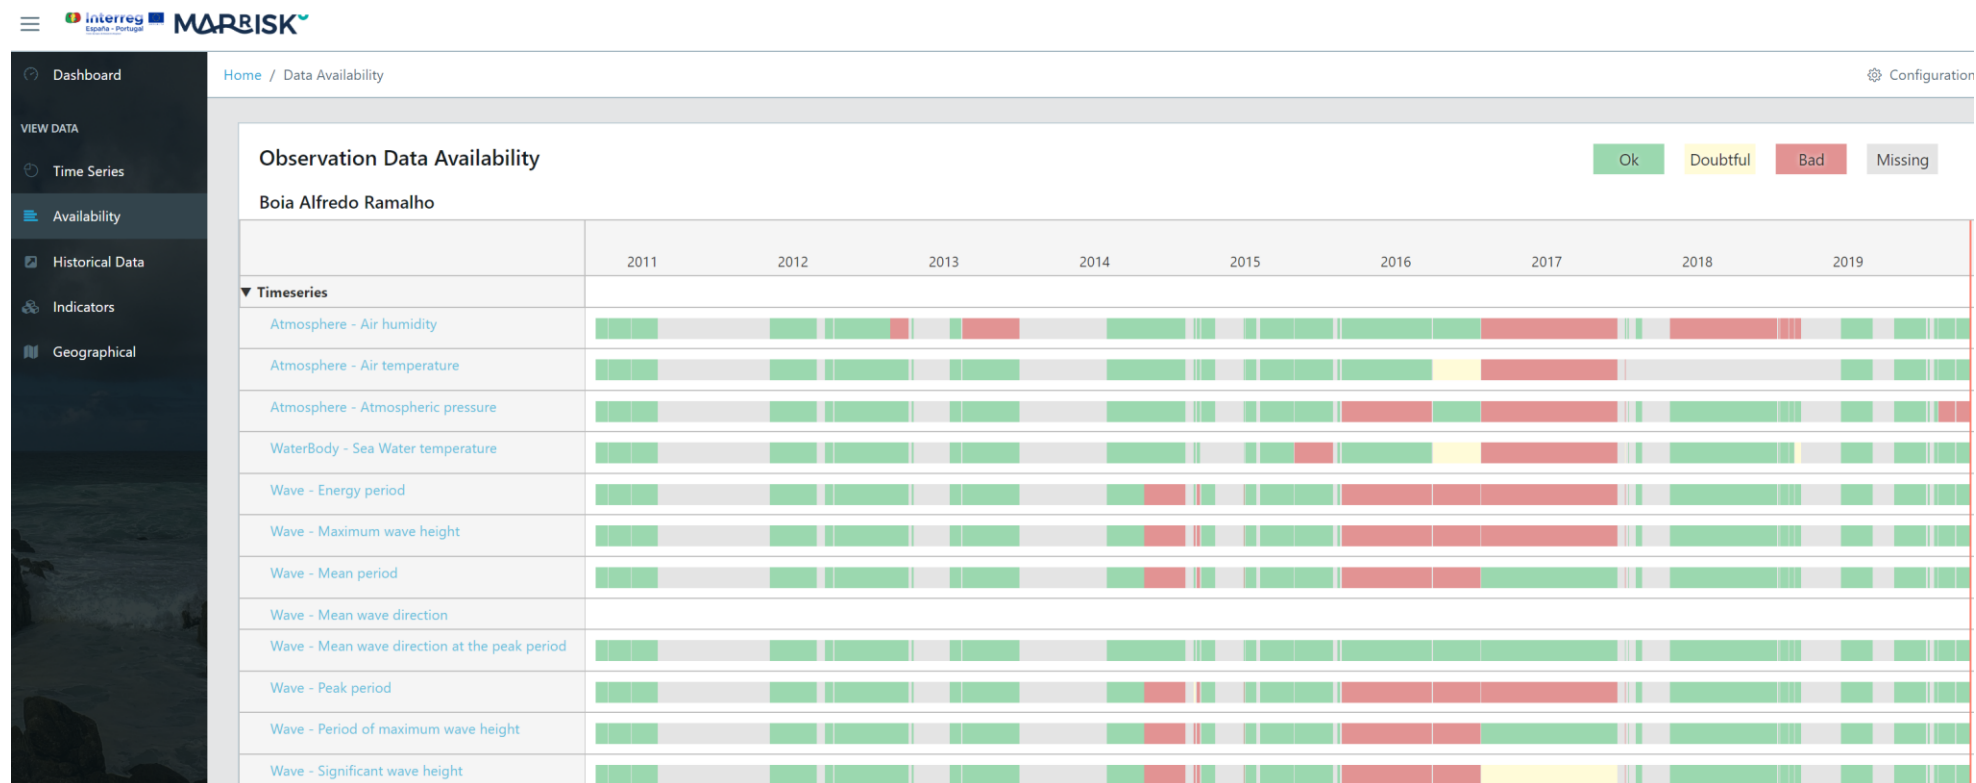 Interreg
España - Portugal
MARRISK
Dashboard
Home / Data Availability
Configuration
VIEW DATA
Time Series
Availability
Historical Data
Indicators
Geographical
Observation Data Availability
Ok
Doubtful
Bad
Missing
Boia Alfredo Ramalho
2011 2012 2013 2014 2015 2016 2017 2018 2019
Timeseries
Atmosphere - Air humidity
Atmosphere - Air temperature
Atmosphere - Atmospheric pressure
WaterBody - Sea Water temperature
Wave - Energy period
Wave - Maximum wave height
Wave - Mean period
Wave - Mean wave direction
Wave - Mean wave direction at the peak period
Wave - Peak period
Wave - Period of maximum wave height
Wave - Significant wave height